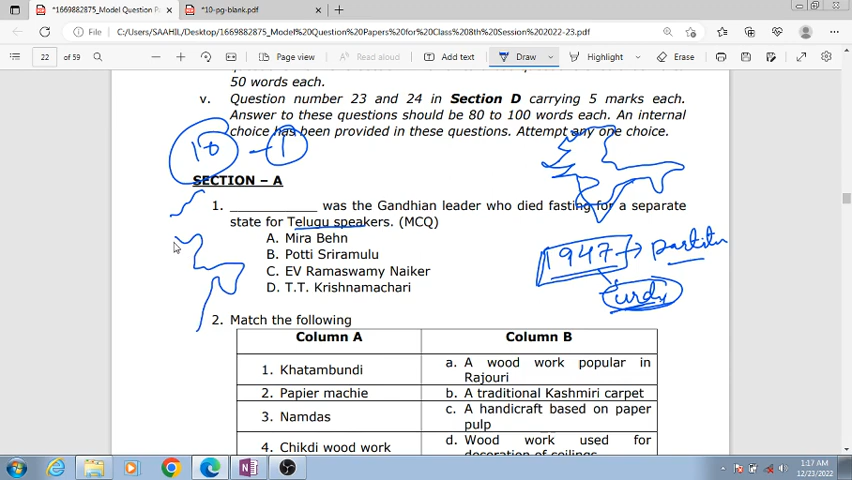 *1669882875_Model Question P
*10-pg-blank.pdf
File
C:/Users/SAAHIL/Desktop/1669882875_Model%20Question%20Papers%20for%20Class%208th%20Session%202022-23.pdf
22 of 59
Page view
Read aloud
Add text
Draw
Highlight
Erase
50 words each.
v. Question number 23 and 24 in Section D carrying 5 marks each.
Answer to these questions should be 80 to 100 words each. An internal
choice has been provided in these questions. Attempt any one choice.
18 - 1
SECTION – A
1. ____________ was the Gandhian leader who died fasting for a separate
state for Telugu speakers. (MCQ)
A. Mira Behn
B. Potti Sriramulu
C. EV Ramaswamy Naiker
D. T.T. Krishnamachari
1947 → partitu
urdu
2. Match the following
Column A Column B
1. Khatambundi a. A wood work popular in
Rajouri
2. Papier machie b. A traditional Kashmiri carpet
3. Namdas c. A handicraft based on paper
pulp
4. Chikdi wood work d. Wood work used for
decoration of ceilings
1:17 AM
12/23/2022